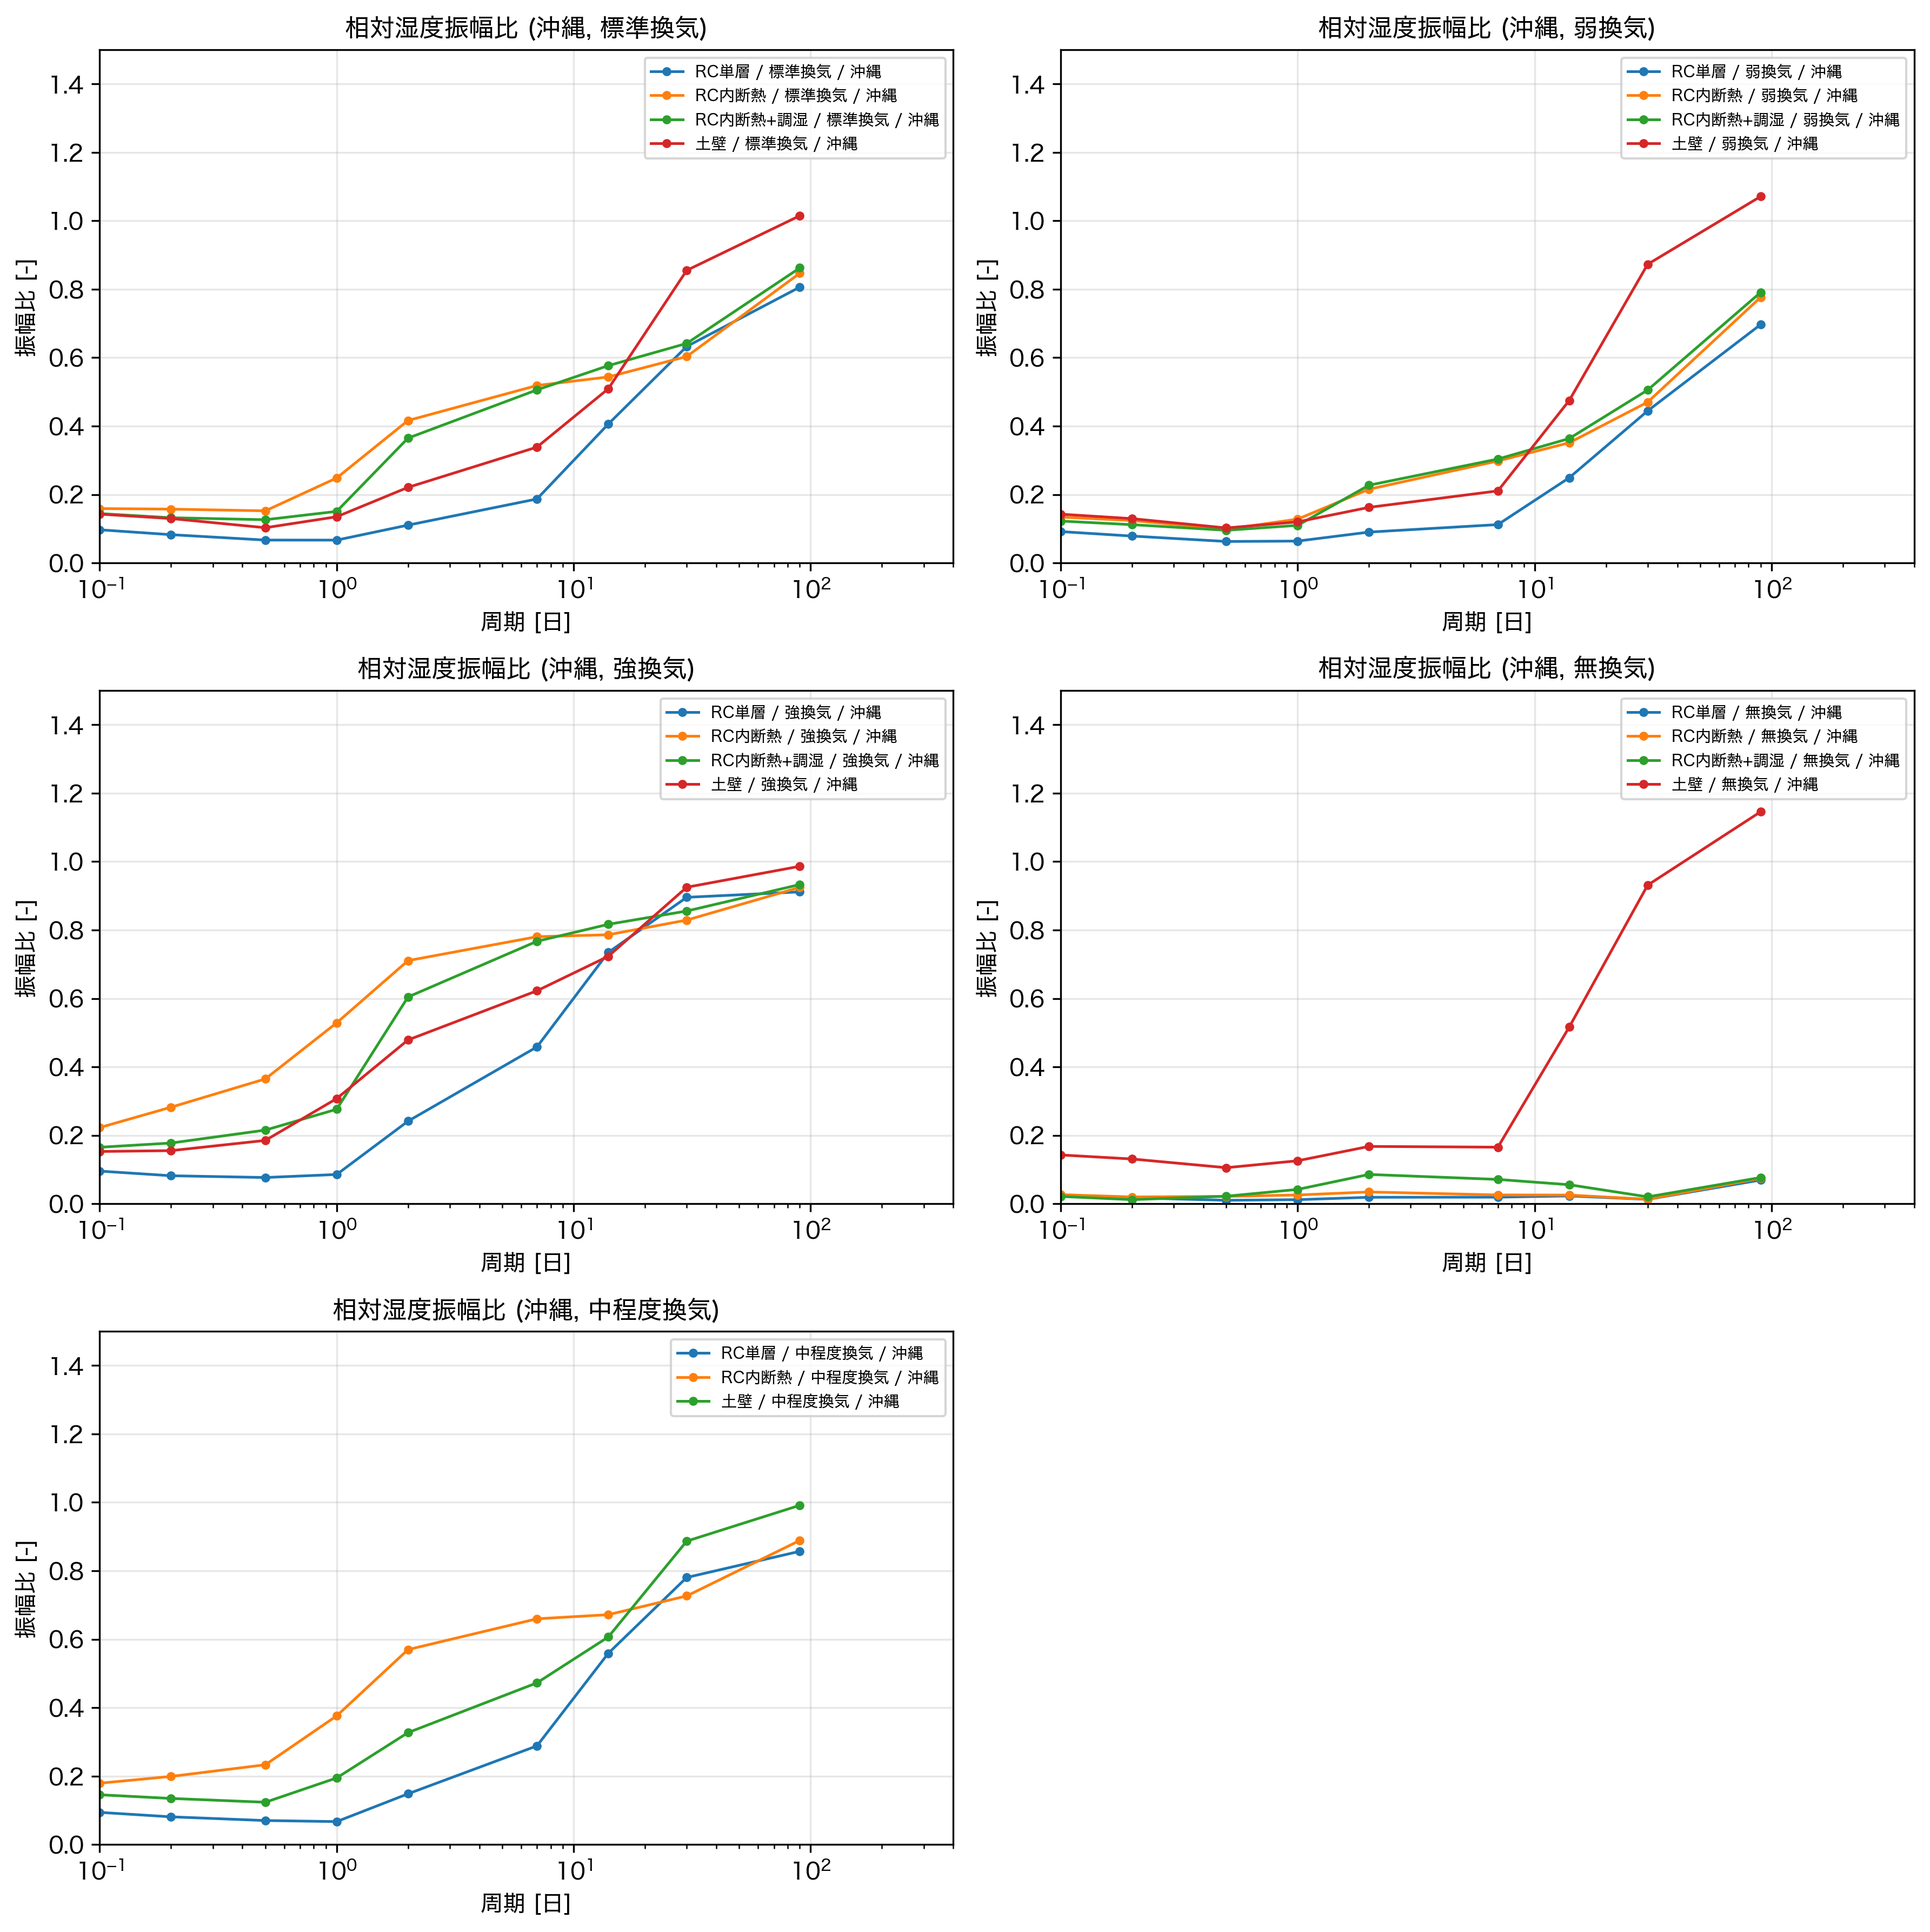 相対湿度振幅比 (沖縄, 標準換気)
RC単層 / 標準換気 / 沖縄
RC内断熱 / 標準換気 / 沖縄
RC内断熱+調湿 / 標準換気 / 沖縄
土壁 / 標準換気 / 沖縄
振幅比 [-]
1.4
1.2
1.0
0.8
0.6
0.4
0.2
0.0
10⁻¹ 10⁰ 10¹ 10²
周期 [日]
相対湿度振幅比 (沖縄, 弱換気)
RC単層 / 弱換気 / 沖縄
RC内断熱 / 弱換気 / 沖縄
RC内断熱+調湿 / 弱換気 / 沖縄
土壁 / 弱換気 / 沖縄
振幅比 [-]
1.4
1.2
1.0
0.8
0.6
0.4
0.2
0.0
10⁻¹ 10⁰ 10¹ 10²
周期 [日]
相対湿度振幅比 (沖縄, 強換気)
RC単層 / 強換気 / 沖縄
RC内断熱 / 強換気 / 沖縄
RC内断熱+調湿 / 強換気 / 沖縄
土壁 / 強換気 / 沖縄
振幅比 [-]
1.4
1.2
1.0
0.8
0.6
0.4
0.2
0.0
10⁻¹ 10⁰ 10¹ 10²
周期 [日]
相対湿度振幅比 (沖縄, 無換気)
RC単層 / 無換気 / 沖縄
RC内断熱 / 無換気 / 沖縄
RC内断熱+調湿 / 無換気 / 沖縄
土壁 / 無換気 / 沖縄
振幅比 [-]
1.4
1.2
1.0
0.8
0.6
0.4
0.2
0.0
10⁻¹ 10⁰ 10¹ 10²
周期 [日]
相対湿度振幅比 (沖縄, 中程度換気)
RC単層 / 中程度換気 / 沖縄
RC内断熱 / 中程度換気 / 沖縄
土壁 / 中程度換気 / 沖縄
振幅比 [-]
1.4
1.2
1.0
0.8
0.6
0.4
0.2
0.0
10⁻¹ 10⁰ 10¹ 10²
周期 [日]